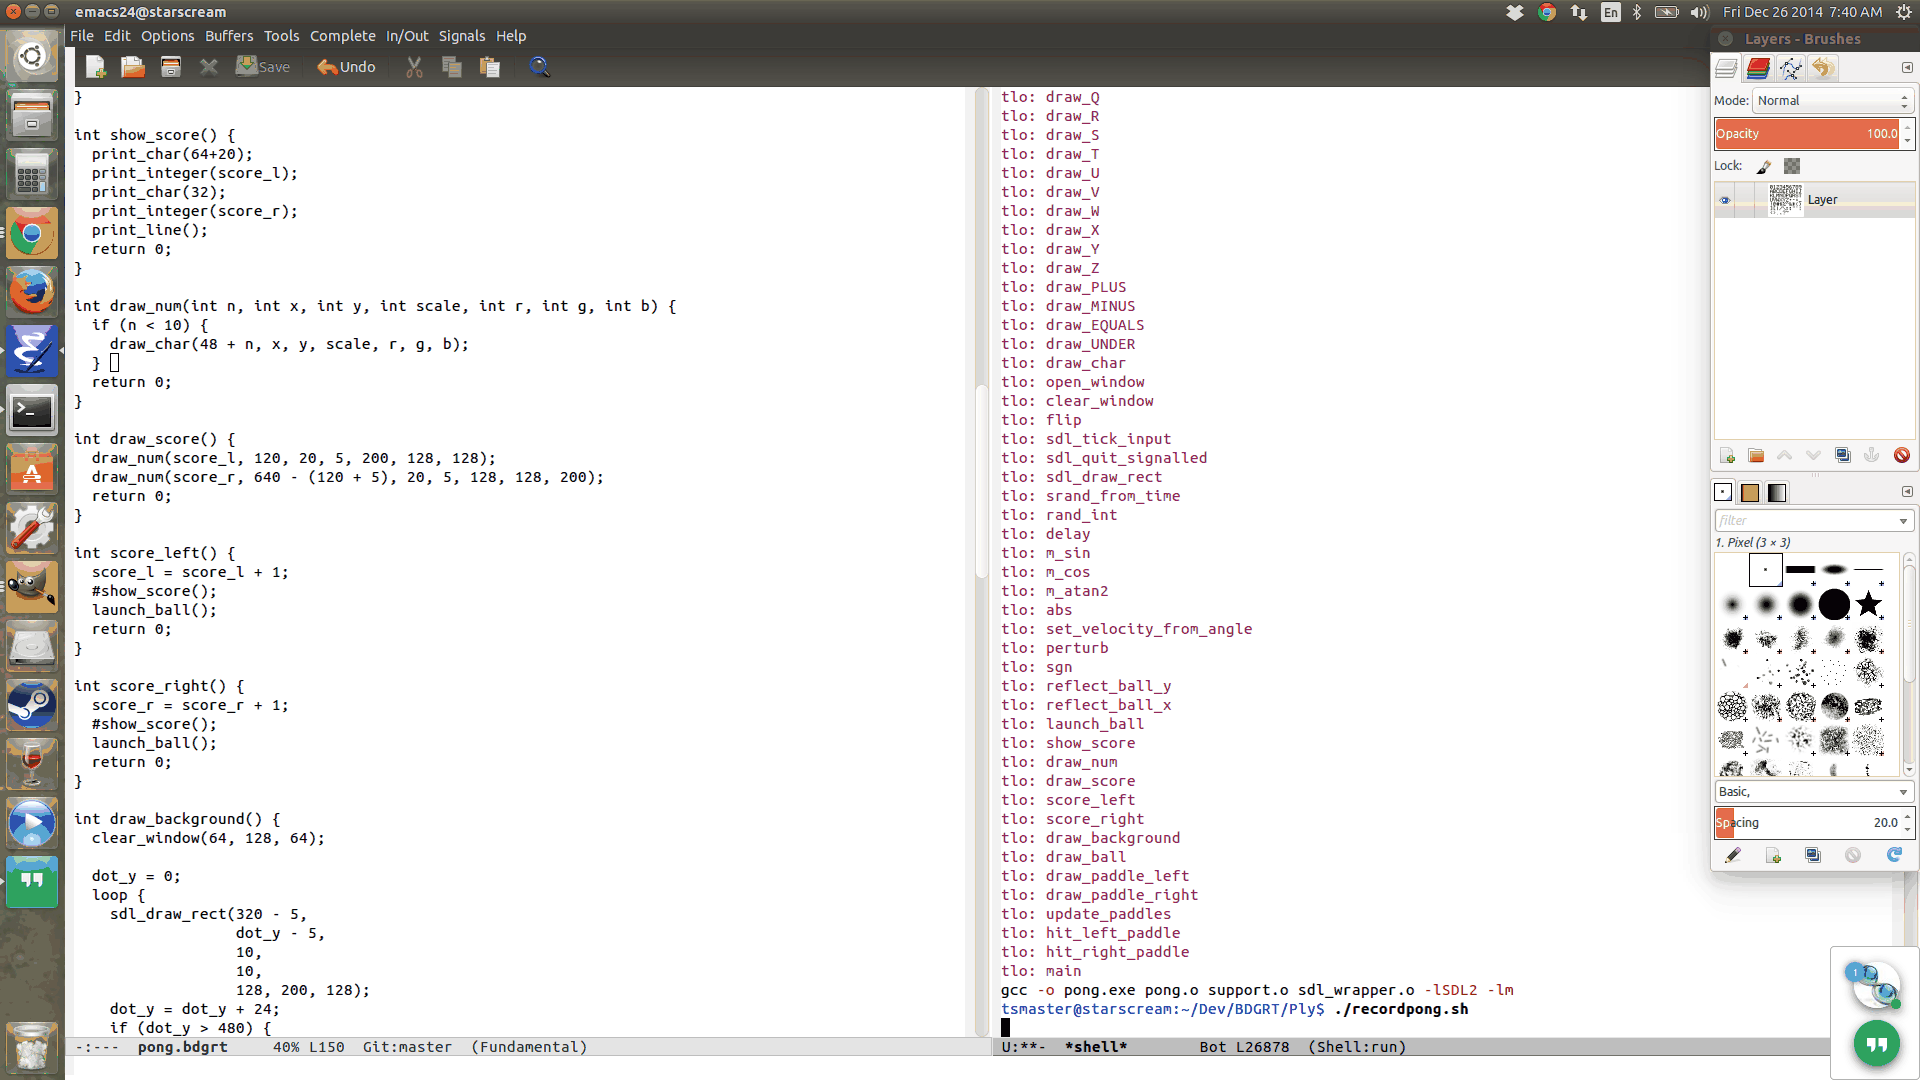 emacs24@starscream
En
Fri Dec 26 2014 7:40 AM
File Edit Options Buffers Tools Complete In/Out Signals Help
Save
Undo
}
int show_score() {
  print_char(64+20);
  print_integer(score_l);
  print_char(32);
  print_integer(score_r);
  print_line();
  return 0;
}
int draw_num(int n, int x, int y, int scale, int r, int g, int b) {
  if (n < 10) {
    draw_char(48 + n, x, y, scale, r, g, b);
  }
  return 0;
}
int draw_score() {
  draw_num(score_l, 120, 20, 5, 200, 128, 128);
  draw_num(score_r, 640 - (120 + 5), 20, 5, 128, 128, 200);
  return 0;
}
int score_left() {
  score_l = score_l + 1;
  #show_score();
  launch_ball();
  return 0;
}
int score_right() {
  score_r = score_r + 1;
  #show_score();
  launch_ball();
  return 0;
}
int draw_background() {
  clear_window(64, 128, 64);
  dot_y = 0;
  loop {
    sdl_draw_rect(320 - 5,
                  dot_y - 5,
                  10,
                  10,
                  128, 200, 128);
    dot_y = dot_y + 24;
    if (dot_y > 480) {
-:---  pong.bdgrt     40% L150  Git:master  (Fundamental)
tlo: draw_Q
tlo: draw_R
tlo: draw_S
tlo: draw_T
tlo: draw_U
tlo: draw_V
tlo: draw_W
tlo: draw_X
tlo: draw_Y
tlo: draw_Z
tlo: draw_PLUS
tlo: draw_MINUS
tlo: draw_EQUALS
tlo: draw_UNDER
tlo: draw_char
tlo: open_window
tlo: clear_window
tlo: flip
tlo: sdl_tick_input
tlo: sdl_quit_signalled
tlo: sdl_draw_rect
tlo: srand_from_time
tlo: rand_int
tlo: delay
tlo: m_sin
tlo: m_cos
tlo: m_atan2
tlo: abs
tlo: set_velocity_from_angle
tlo: perturb
tlo: sgn
tlo: reflect_ball_y
tlo: reflect_ball_x
tlo: launch_ball
tlo: show_score
tlo: draw_num
tlo: draw_score
tlo: score_left
tlo: score_right
tlo: draw_background
tlo: draw_ball
tlo: draw_paddle_left
tlo: draw_paddle_right
tlo: update_paddles
tlo: hit_left_paddle
tlo: hit_right_paddle
tlo: main
gcc -o pong.exe pong.o support.o sdl_wrapper.o -lSDL2 -lm
tsmaster@starscream:~/Dev/BDGRT/Ply$ ./recordpong.sh
U:**-  *shell*        Bot L26878  (Shell:run)
Layers - Brushes
Mode: Normal
Opacity 100.0
Lock:
Layer
filter
1. Pixel (3 × 3)
Basic,
Spacing 20.0
1